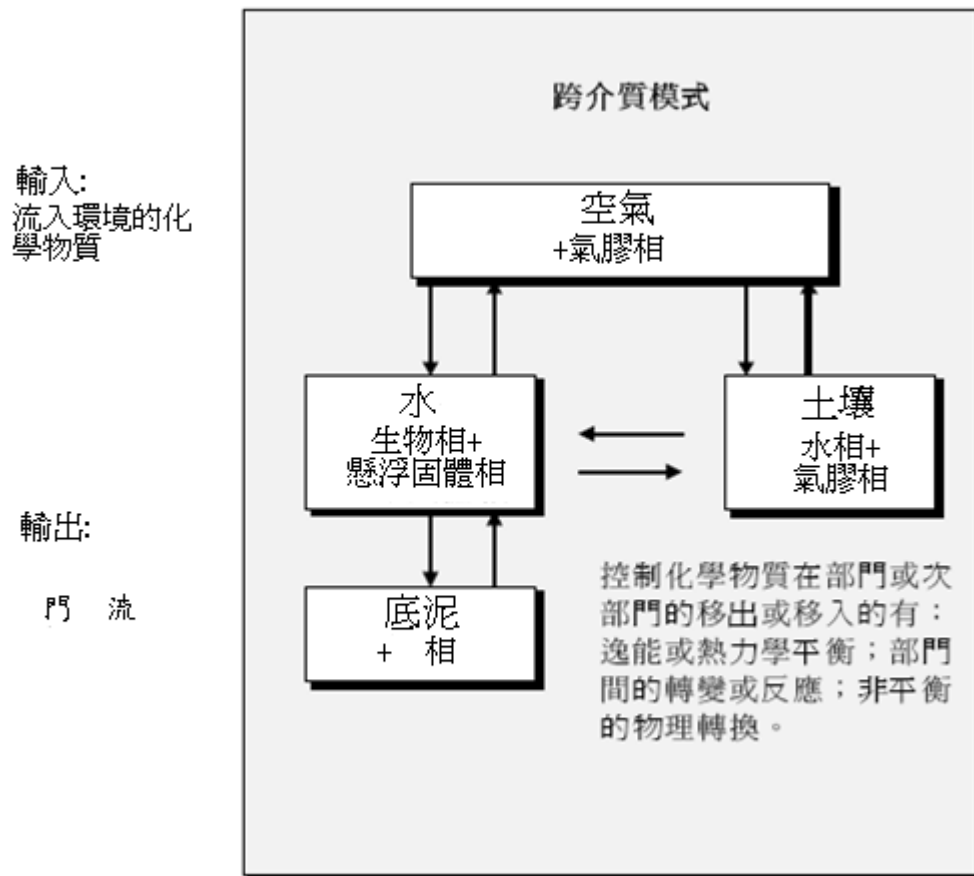 跨介質模式
輸入:
流入環境的化
學物質
空氣
+氣膠相
水
生物相+
懸浮固體相
土壤
水相+
氣膠相
輸出:
門 流
底泥
+ 相
控制化學物質在部門或次
部門的移出或移入的有：
逸能或熱力學平衡；部門
間的轉變或反應；非平衡
的物理轉換。